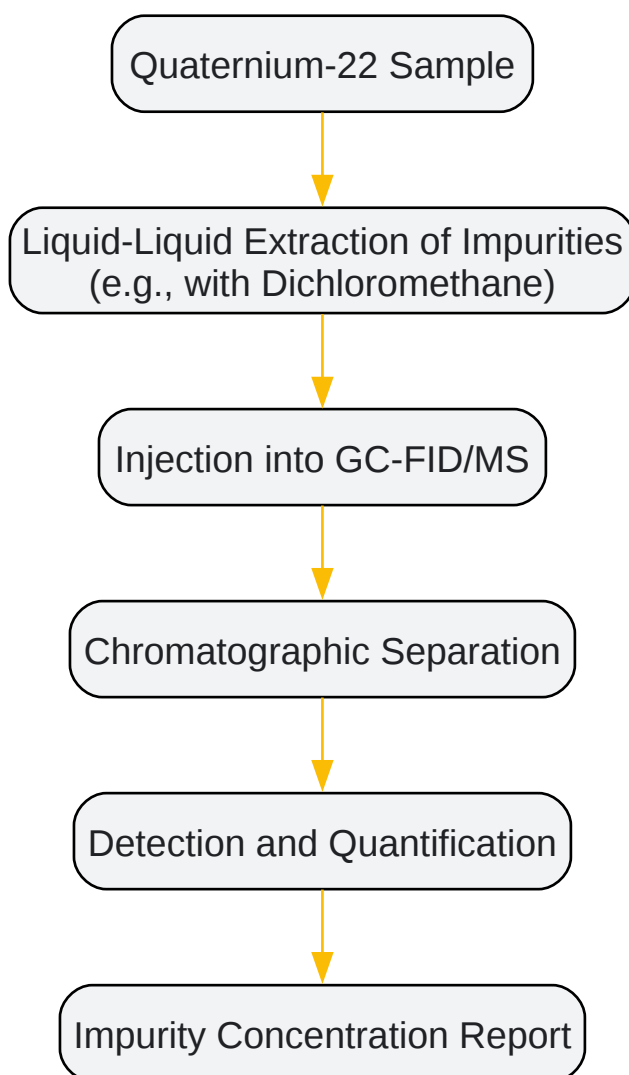 Quaternium-22 Sample
Liquid-Liquid Extraction of Impurities
(e.g., with Dichloromethane)
Injection into GC-FID/MS
Chromatographic Separation
Detection and Quantification
Impurity Concentration Report